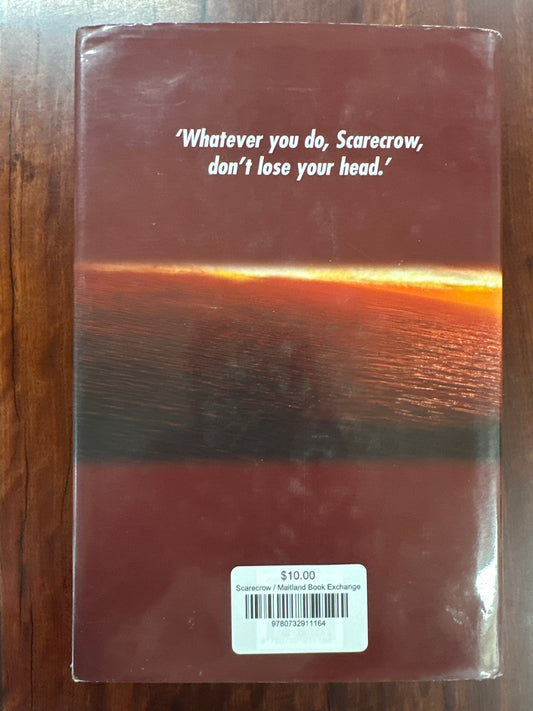 ‘Whatever you do, Scarecrow,
don’t lose your head.’
$10.00
Scarecrow / Maitland Book Exchange
9780732911164